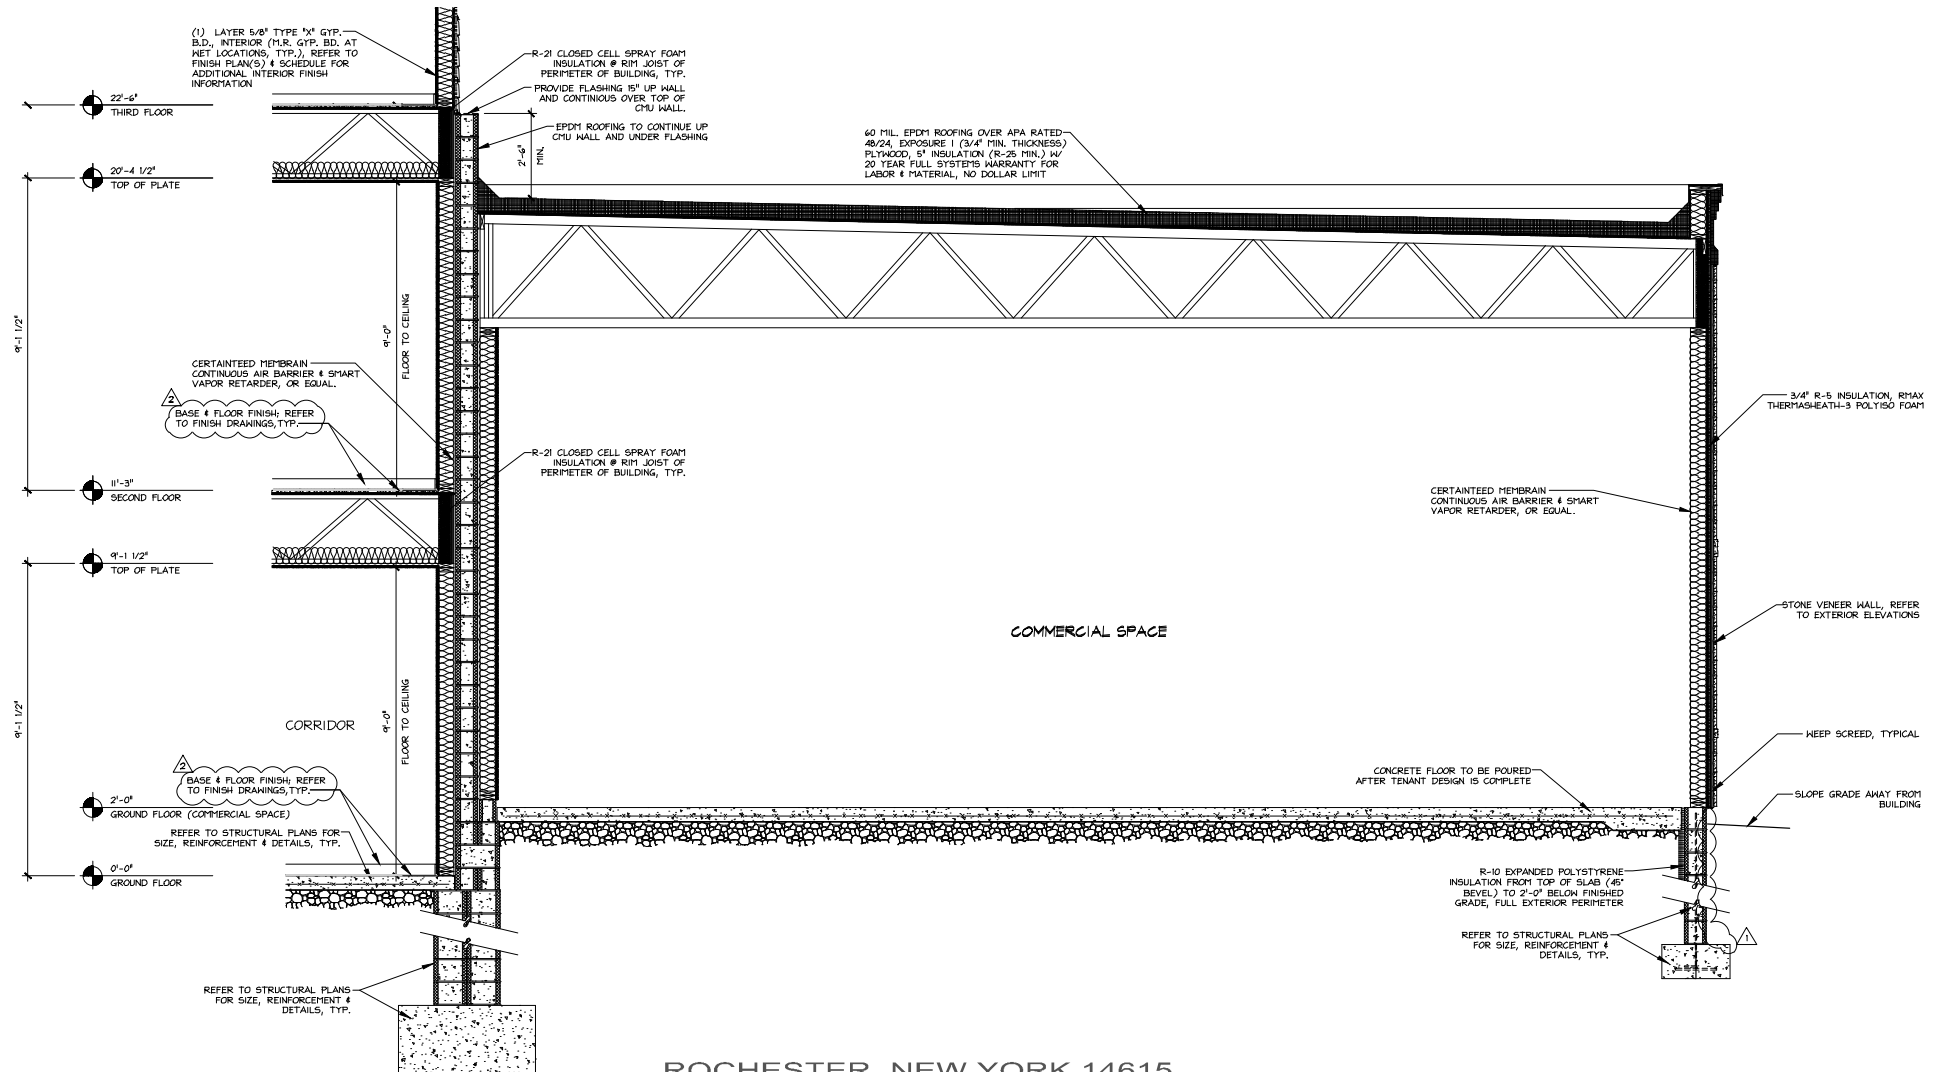 (1) LAYER 5/8" TYPE "X" GYP.
B.D., INTERIOR (M.R. GYP. BD. AT
WET LOCATIONS, TYP.), REFER TO
FINISH PLAN(S) & SCHEDULE FOR
ADDITIONAL INTERIOR FINISH
INFORMATION
R-21 CLOSED CELL SPRAY FOAM
INSULATION @ RIM JOIST OF
PERIMETER OF BUILDING, TYP.
PROVIDE FLASHING 15" UP WALL
AND CONTINIOUS OVER TOP OF
CMU WALL.
22'-6"
THIRD FLOOR
EPDM ROOFING TO CONTINUE UP
CMU WALL AND UNDER FLASHING
2'-6"
MIN.
60 MIL. EPDM ROOFING OVER APA RATED
48/24, EXPOSURE 1 (3/4" MIN. THICKNESS)
PLYWOOD, 5" INSULATION (R-25 MIN.) W/
20 YEAR FULL SYSTEMS WARRANTY FOR
LABOR & MATERIAL, NO DOLLAR LIMIT
20'-4 1/2"
TOP OF PLATE
9'-1 1/2"
9'-0"
FLOOR TO CEILING
CERTAINTEED MEMBRAIN
CONTINUOUS AIR BARRIER & SMART
VAPOR RETARDER, OR EQUAL.
2
BASE & FLOOR FINISH; REFER
TO FINISH DRAWINGS,TYP.
3/4" R-5 INSULATION, RMAX
THERMASHEATH-3 POLYISO FOAM
R-21 CLOSED CELL SPRAY FOAM
INSULATION @ RIM JOIST OF
PERIMETER OF BUILDING, TYP.
11'-3"
SECOND FLOOR
CERTAINTEED MEMBRAIN
CONTINUOUS AIR BARRIER & SMART
VAPOR RETARDER, OR EQUAL.
9'-1 1/2"
TOP OF PLATE
STONE VENEER WALL, REFER
TO EXTERIOR ELEVATIONS
COMMERCIAL SPACE
9'-1 1/2"
9'-0"
FLOOR TO CEILING
CORRIDOR
WEEP SCREED, TYPICAL
2
BASE & FLOOR FINISH; REFER
TO FINISH DRAWINGS,TYP.
CONCRETE FLOOR TO BE POURED
AFTER TENANT DESIGN IS COMPLETE
2'-0"
GROUND FLOOR (COMMERCIAL SPACE)
SLOPE GRADE AWAY FROM
BUILDING
REFER TO STRUCTURAL PLANS FOR
SIZE, REINFORCEMENT & DETAILS, TYP.
0'-0"
GROUND FLOOR
R-10 EXPANDED POLYSTYRENE
INSULATION FROM TOP OF SLAB (45°
BEVEL) TO 2'-0" BELOW FINISHED
GRADE, FULL EXTERIOR PERIMETER
REFER TO STRUCTURAL PLANS
FOR SIZE, REINFORCEMENT &
DETAILS, TYP.
1
REFER TO STRUCTURAL PLANS
FOR SIZE, REINFORCEMENT &
DETAILS, TYP.
ROCHESTER, NEW YORK 14615